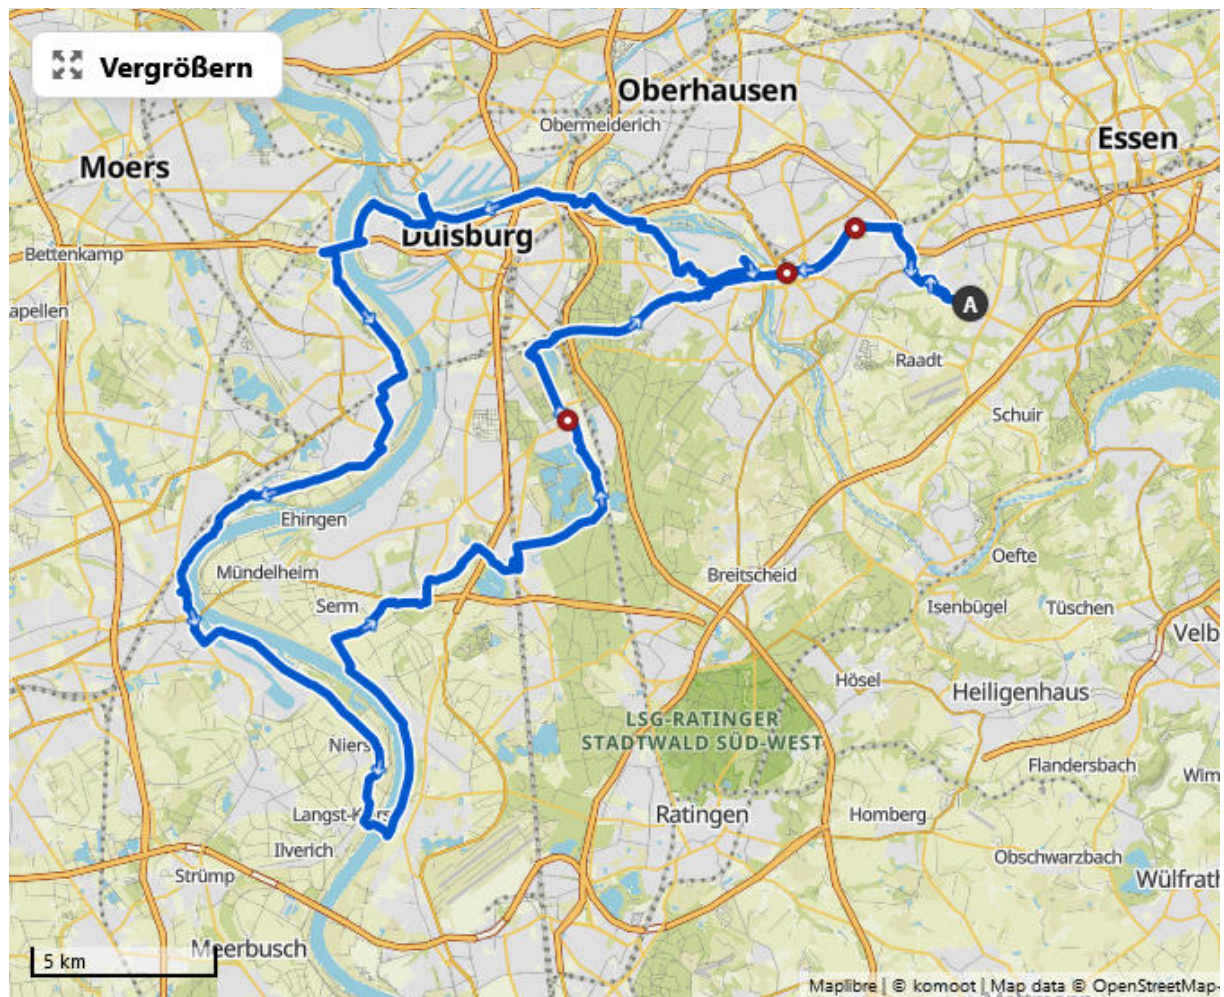 Vergrößern
Oberhausen
Obermeiderich
Essen
Moers
Duisburg
Bettenkamp
apellen
A
Raadt
Schuir
Ehingen
Mündelheim
Serm
Breitscheid
Oefte
Isenbügel
Tüschen
Velb
Hösel
Heiligenhaus
LSG-RATINGER
STADTWALD SÜD-WEST
Niers
Flandersbach
Wim
Langst-K
Ratingen
Homberg
Ilverich
Obschwarzbach
Strümp
Wülfrath
Meerbusch
5 km
Maplibre | © komoot | Map data © OpenStreetMap